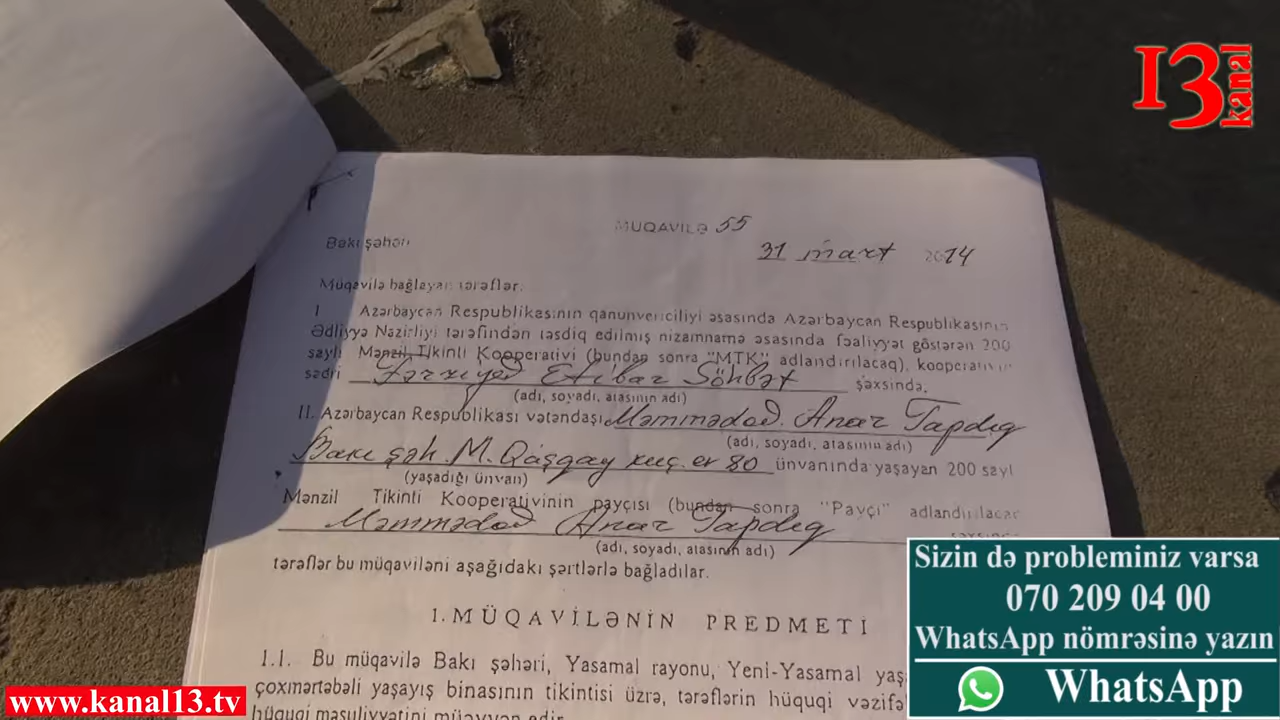 13 kanal
MÜQAVİLƏ 55
Bakı şəhəri
31 mart 2014
Müqavilə bağlayan tərəflər:
I Azərbaycan Respublikasının qanunvericiliyi əsasında Azərbaycan Respublikasının
Ədliyyə Nazirliyi tərəfindən təsdiq edilmiş nizamnamə əsasında fəaliyyət göstərən 200
saylı Mənzil Tikinti Kooperativi (bundan sonra "MTK" adlandırılacaq), kooperativin
sədri Etibar Söhbət şəxsində;
(adı, soyadı, atasının adı)
II. Azərbaycan Respublikası vətəndaşı Məmmədov Anar Tapdıq
(adı, soyadı, atasının adı)
Bakı şəh. M. Qaşqay küç. ev 80 ünvanında yaşayan 200 saylı
(yaşadığı ünvan)
Mənzil Tikinti Kooperativinin payçısı (bundan sonra "Payçı" adlandırılacaq
Məmmədov Anar Tapdıq
(adı, soyadı, atasının adı)
tərəflər bu müqaviləni aşağıdakı şərtlərlə bağladılar.
1. MÜQAVİLƏNİN PREDMETİ
1.1. Bu müqavilə Bakı şəhəri, Yasamal rayonu, Yeni-Yasamal
çoxmərtəbəli yaşayış binasının tikintisi üzrə, tərəflərin hüquqi
hüquqi məsuliyyətini müəyyən edir
Sizin də probleminiz varsa
070 209 04 00
WhatsApp nömrəsinə yazın
WhatsApp
www.kanal13.tv